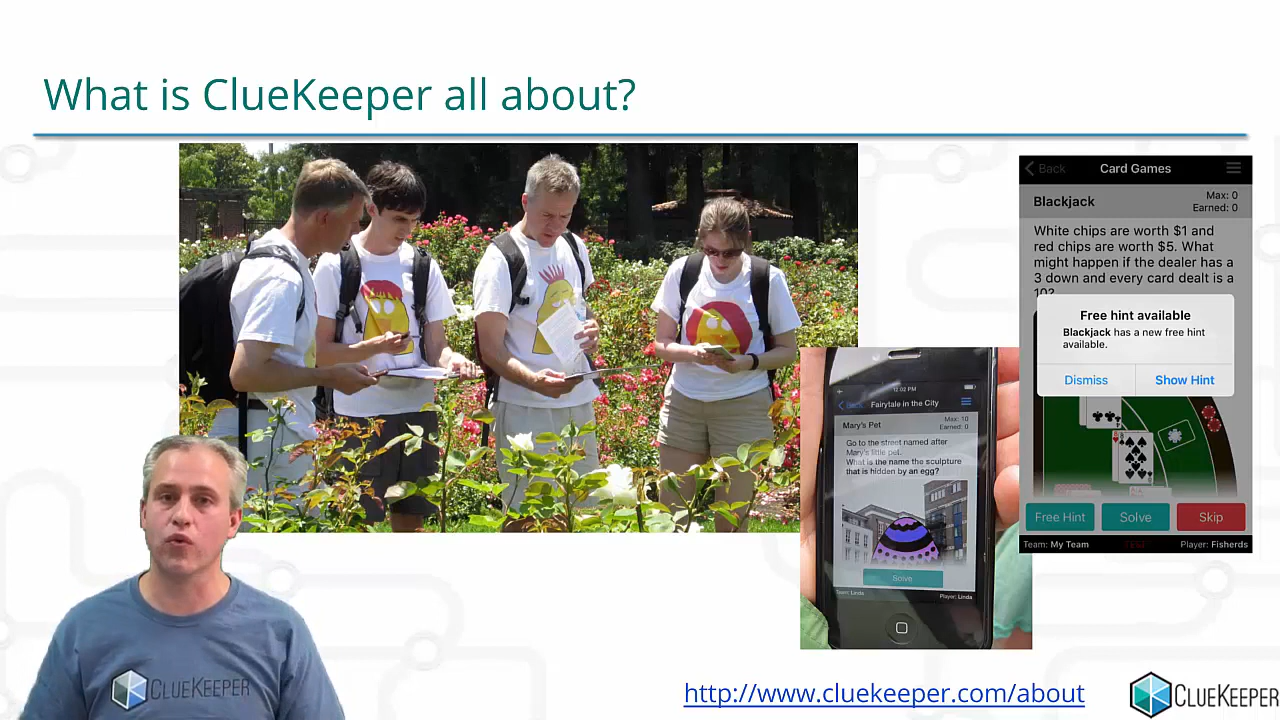 What is ClueKeeper all about?
Back
Card Games
Blackjack
Max: 0
Earned: 0
White chips are worth $1 and
red chips are worth $5. What
might happen if the dealer has a
3 down and every card dealt is a
10?
Free hint available
Blackjack has a new free hint
available.
Dismiss
Show Hint
Free Hint
Solve
Skip
Team: My Team
Player: Fisherds
12:02 PM
Back
Fairytale in the City
Mary's Pet
Max: 10
Earned: 0
Go to the street named after
Mary's little pet.
What is the name the sculpture
that is hidden by an egg?
Solve
Team: Linda
Player: Linda
CLUEKEEPER
http://www.cluekeeper.com/about
CLUEKEEPER